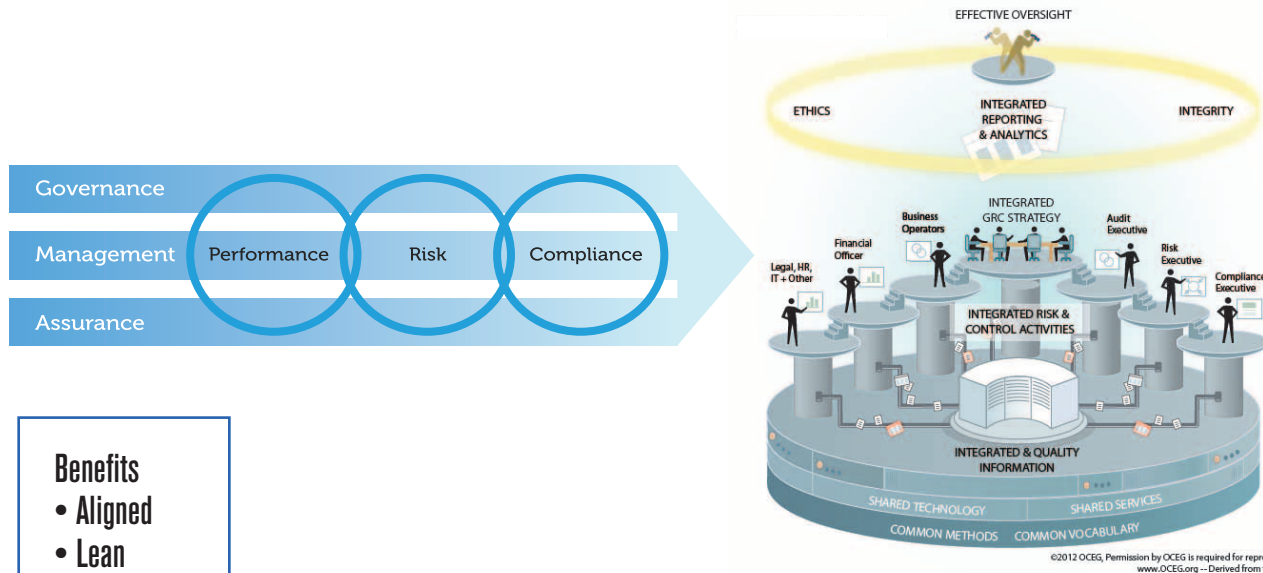 Governance
Management
Assurance
Performance
Risk
Compliance
Benefits
• Aligned
• Lean
EFFECTIVE OVERSIGHT
ETHICS
INTEGRATED
REPORTING
& ANALYTICS
INTEGRITY
INTEGRATED
GRC STRATEGY
Business
Operators
Audit
Executive
Financial
Officer
Risk
Executive
Legal, HR,
IT + Other
Compliance
Executive
INTEGRATED RISK &
CONTROL ACTIVITIES
INTEGRATED & QUALITY
INFORMATION
SHARED TECHNOLOGY
SHARED SERVICES
COMMON METHODS
COMMON VOCABULARY
©2012 OCEG, Permission by OCEG is required for repr
www.OCEG.org -- Derived from